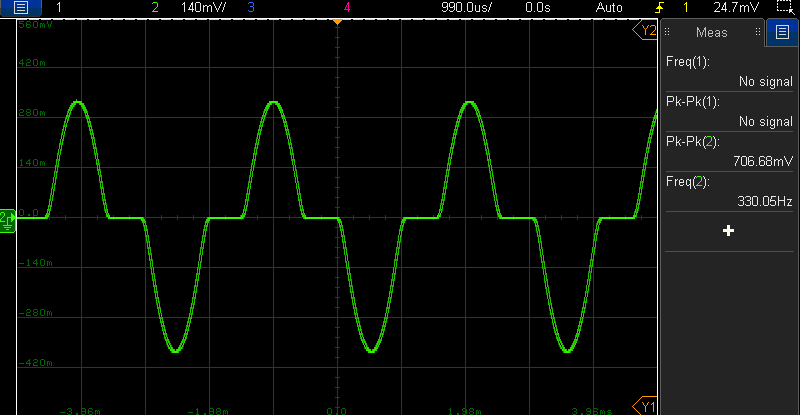 1 2 140mV/ 3 4 990.0us/ 0.0s Auto 1 24.7mV
560mV
Y2
Meas
420m
Freq(1):
No signal
280m
Pk-Pk(1):
No signal
140m
Pk-Pk(2):
706.68mV
Freq(2):
330.05Hz
2
0.0
-140m
-280m
-420m
-3.96m
-1.98m
0.0
1.98m
3.96ms
Y1